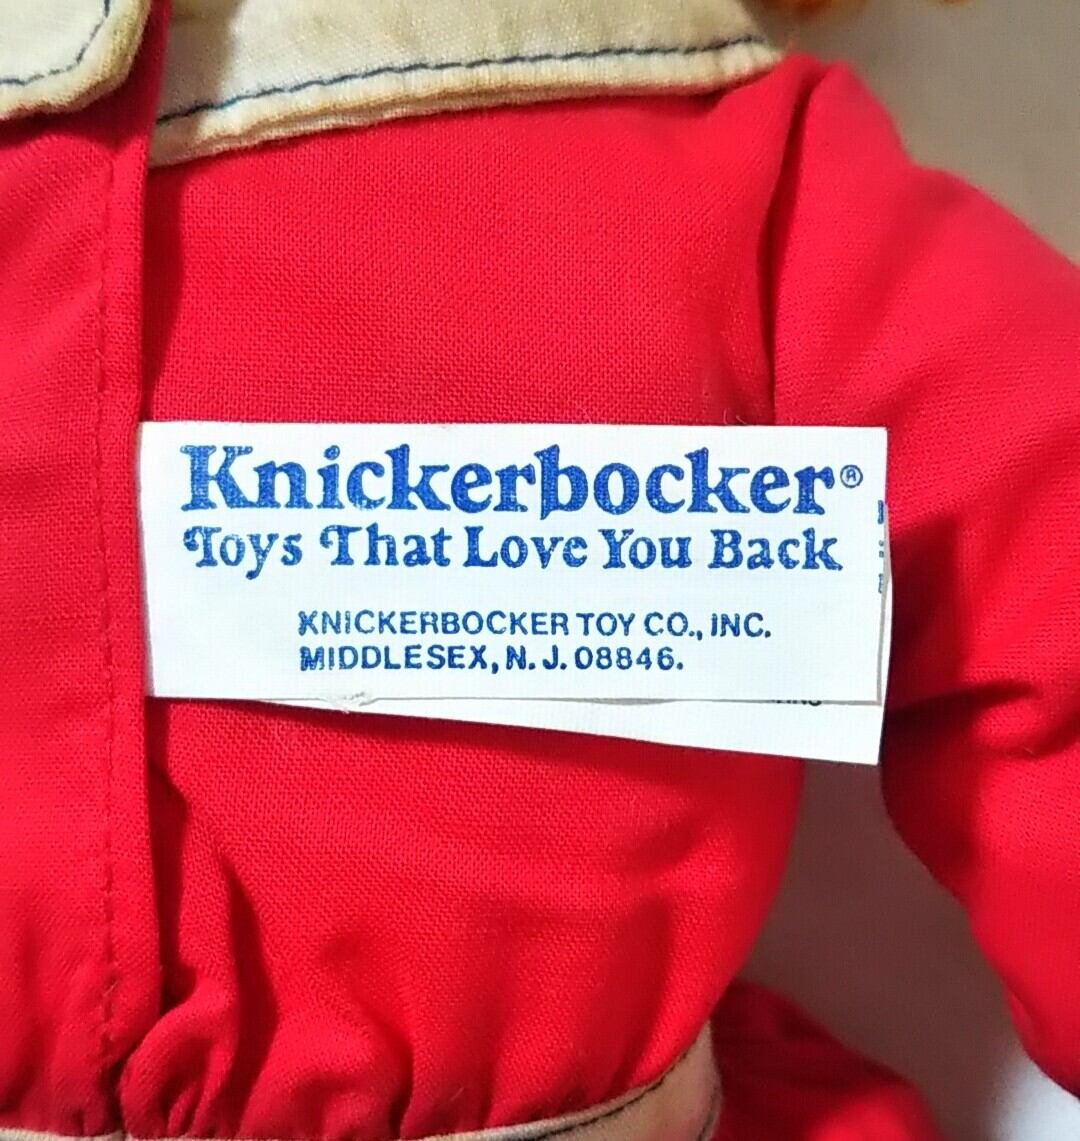 Knickerbocker®
Toys That Love You Back
KNICKERBOCKER TOY CO., INC.
MIDDLESEX, N. J. 08846.